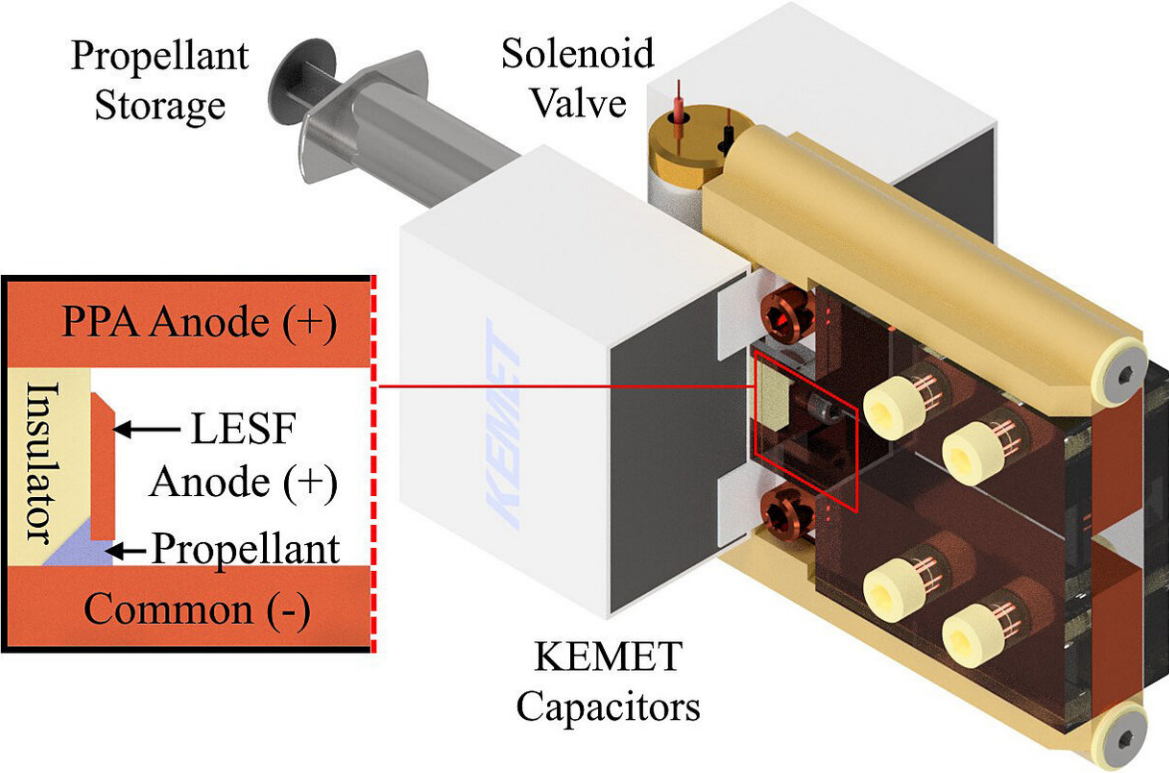 Propellant
Storage
Solenoid
Valve
KEMET
PPA Anode (+)
Insulator
LESF
Anode (+)
Propellant
Common (-)
KEMET
Capacitors